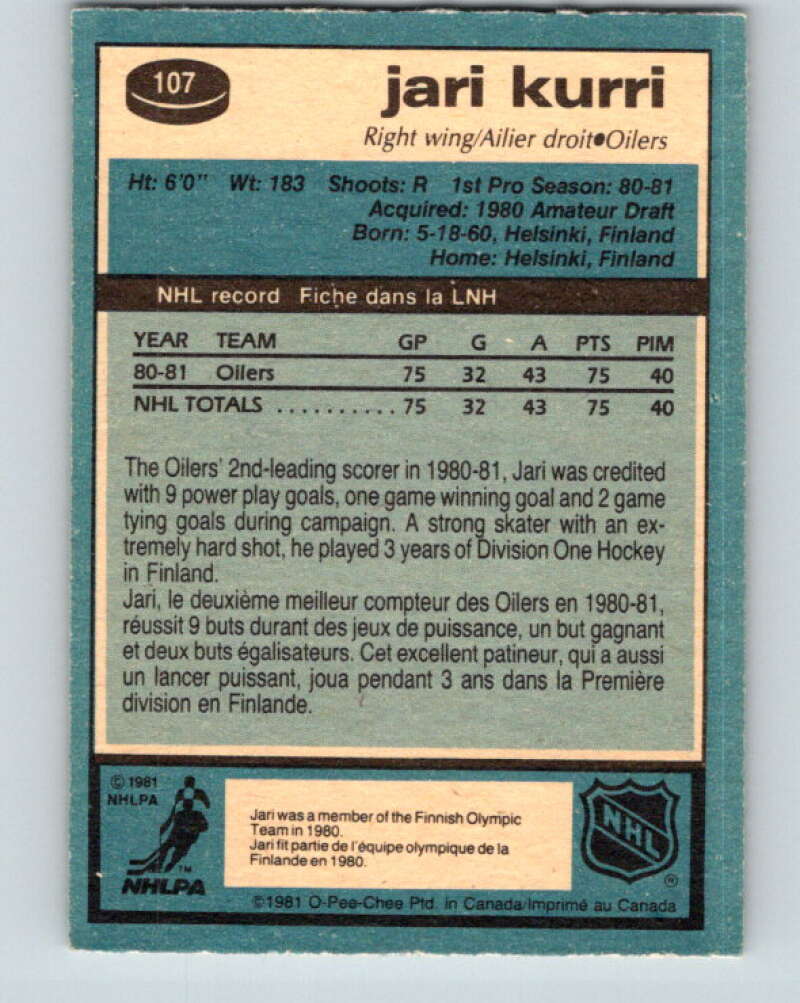 107
jari kurri
Right wing/Ailier droit●Oilers
Ht: 6'0" Wt: 183 Shoots: R 1st Pro Season: 80-81
Acquired: 1980 Amateur Draft
Born: 5-18-60, Helsinki, Finland
Home: Helsinki, Finland
NHL record Fiche dans la LNH
YEAR TEAM GP G A PTS PIM
80-81 Oilers 75 32 43 75 40
NHL TOTALS .......... 75 32 43 75 40
The Oilers' 2nd-leading scorer in 1980-81, Jari was credited
with 9 power play goals, one game winning goal and 2 game
tying goals during campaign. A strong skater with an ex-
tremely hard shot, he played 3 years of Division One Hockey
in Finland.
Jari, le deuxième meilleur compteur des Oilers en 1980-81,
réussit 9 buts durant des jeux de puissance, un but gagnant
et deux buts égalisateurs. Cet excellent patineur, qui a aussi
un lancer puissant, joua pendant 3 ans dans la Première
division en Finlande.
© 1981
NHLPA
TM
NHLPA
Jari was a member of the Finnish Olympic
Team in 1980.
Jari fit partie de l'équipe olympique de la
Finlande en 1980.
NHL
®
©1981 O-Pee-Chee Ptd. in Canada/Imprimé au Canada